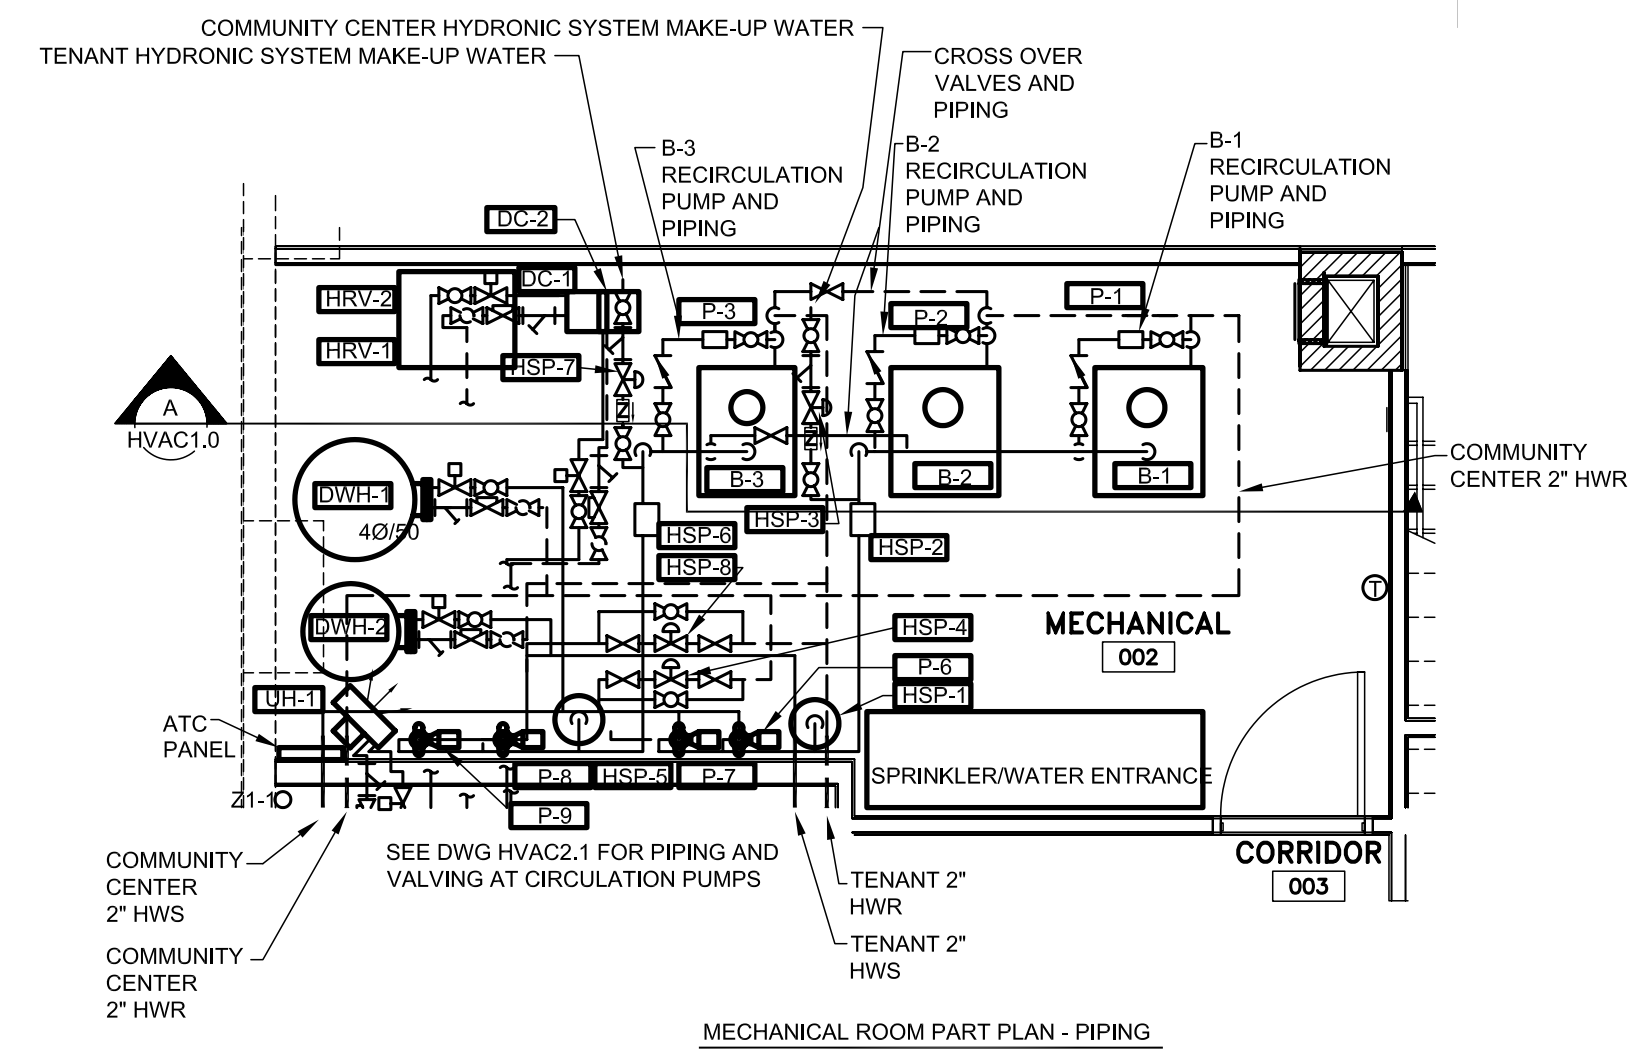 COMMUNITY CENTER HYDRONIC SYSTEM MAKE-UP WATER
TENANT HYDRONIC SYSTEM MAKE-UP WATER
CROSS OVER
VALVES AND
PIPING
B-3
RECIRCULATION
PUMP AND
PIPING
B-2
RECIRCULATION
PUMP AND
PIPING
B-1
RECIRCULATION
PUMP AND
PIPING
DC-2
DC-1
HRV-2
HRV-1
P-3
P-2
P-1
HSP-7
A
HVAC1.0
COMMUNITY
CENTER 2" HWR
B-3
B-2
B-1
DWH-1
4Ø/50
HSP-3
HSP-6
HSP-2
HSP-8
T
DWH-2
HSP-4
MECHANICAL
002
P-6
HSP-1
UH-1
ATC
PANEL
P-8
HSP-5
P-7
SPRINKLER/WATER ENTRANCE
Z1-1
P-9
SEE DWG HVAC2.1 FOR PIPING AND
VALVING AT CIRCULATION PUMPS
CORRIDOR
003
COMMUNITY
CENTER
2" HWS
TENANT 2"
HWR
COMMUNITY
CENTER
2" HWR
TENANT 2"
HWS
MECHANICAL ROOM PART PLAN - PIPING
Z
Z